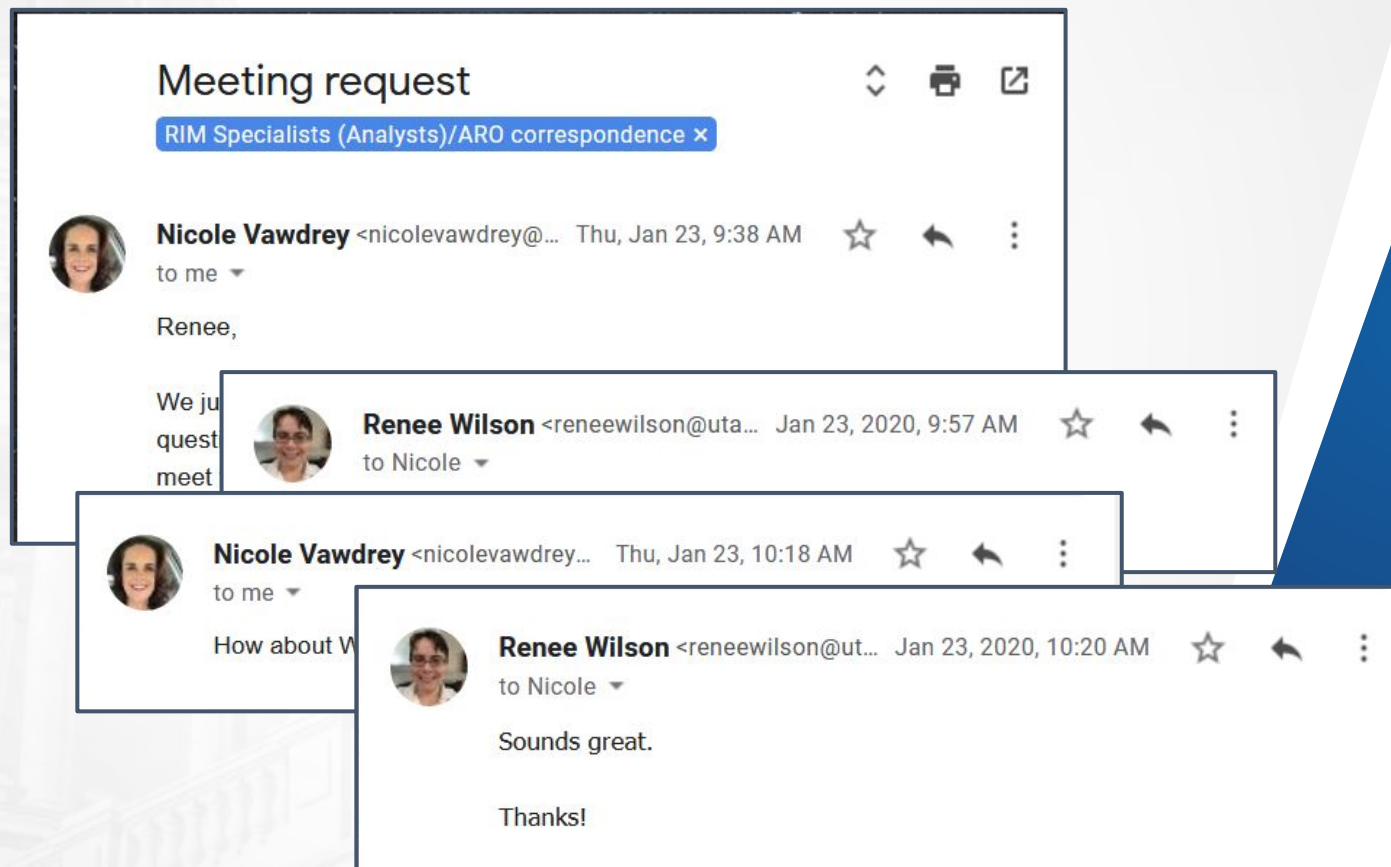 Meeting request
RIM Specialists (Analysts)/ARO correspondence ×
Nicole Vawdrey <nicolevawdrey@... Thu, Jan 23, 9:38 AM
to me
Renee,
We ju
quest
meet
Renee Wilson <reneewilson@uta... Jan 23, 2020, 9:57 AM
to Nicole
Nicole Vawdrey <nicolevawdrey... Thu, Jan 23, 10:18 AM
to me
How about W
Renee Wilson <reneewilson@ut... Jan 23, 2020, 10:20 AM
to Nicole
Sounds great.
Thanks!